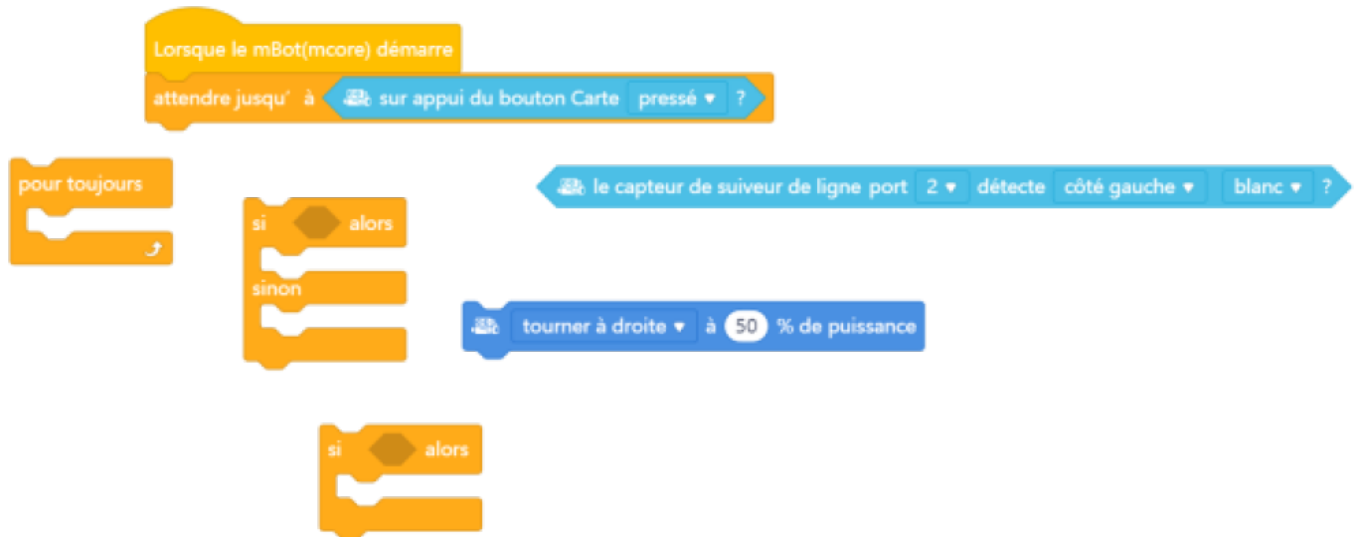 Lorsque le mBot(mcore) démarre
attendre jusqu' à sur appui du bouton Carte pressé ?
pour toujours
le capteur de suiveur de ligne port 2 détecte côté gauche blanc ?
si alors
sinon
tourner à droite à 50 % de puissance
si alors